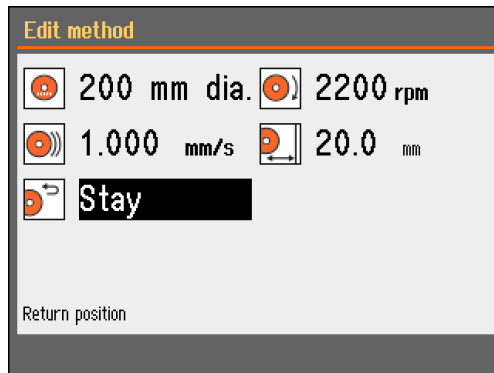 Edit method
200 mm dia. 2200 rpm
1.000 mm/s 20.0 mm
Stay
Return position